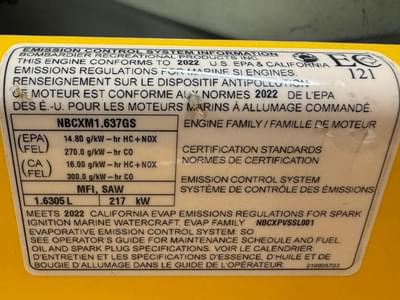 EMISSION CONTROL SYSTEM INFORMATION
BOMBARDIER RECREATIONAL PRODUCTS INC.
THIS ENGINE CONFORMS TO 2022 U.S EPA & CALIFORNIA
EMISSIONS REGULATIONS FOR MARINE SI ENGINES.
EC
121
RENSEIGNEMENT SUR LE DISPOSITIF ANTIPOLLUTION
MOTEUR EST CONFORME AUX NORMES 2022 DE L'EPA
POUR LES MOTEURS MARINS À ALLUMAGE COMMANDÉ.
NBCXM1.637GS ENGINE FAMILY / FAMILLE DE MOTEUR
(EPA) 14.80 g/kW–hr HC+NOX
(FEL) 270.0 g/kW–hr CO
CERTIFICATION STANDARDS
(CA 16.00 g/kW–hr HC+NOX
FEL) 300.0 g/kW–hr CO
NORMES DE CERTIFICATION
MFI, SAW
EMISSION CONTROL SYSTEM
1.6305 L 217 kW
SYSTÈME DE CONTRÔLE DES ÉMISSIONS
MEETS 2022 CALIFORNIA EVAP EMISSIONS REGULATIONS FOR SPARK
IGNITION MARINE WATERCRAFT. EVAP FAMILY NBCXPVSSL001
EVAPORATIVE EMISSION CONTROL SYSTEM: SO
SEE OPERATOR'S GUIDE FOR MAINTENANCE SCHEDULE AND FUEL,
OIL AND SPARK PLUG SPECIFICATIONS. VOIR LE CALENDRIER
D'ENTRETIEN ET LES SPÉCIFICATIONS D'ESSENCE, D'HUILE ET DE
BOUGIE D'ALLUMAGE DANS LE GUIDE DE L'OPÉRATEUR.